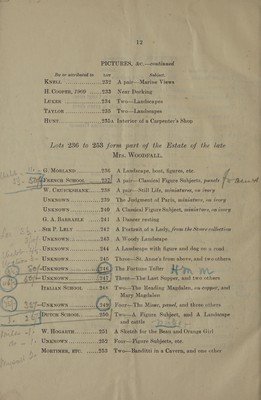 12
PICTURES, &c.—continued
By or attributed to LOT Subject
KNELL 232 A pair—Marine Views
H. COOPER, 1909 233 Near Dorking
LUKER 234 Two—Landscapes
TAYLOR 235 Two—Landscapes
HUNT 235A Interior of a Carpenter's Shop
Lots 236 to 253 form part of the Estate of the late
MRS. WOODFALL.
G. MORLAND 236 A Landscape, boat, figures, etc.
FRENCH SCHOOL 237 A pair—Classical Figure Subjects, panels
W. CRUICKSHANK 238 A pair—Still Life, miniatures, on ivory
UNKNOWN 239 The Judgment of Paris, miniature, on ivory
UNKNOWN 240 A Classical Figure Subject, miniature, on ivory
G. A. BARSAPLE 241 A Dancer resting
SIR P. LELY 242 A Portrait of a Lady, from the Stowe collection
UNKNOWN 243 A Woody Landscape
UNKNOWN 244 A Landscape with figure and dog on a road
UNKNOWN 245 Three—St. Anne's from above, and two others
UNKNOWN 246 The Fortune Teller
UNKNOWN 247 Three—The Last Supper, and two others
ITALIAN SCHOOL 248 Two—The Reading Magdalen, on copper, and
Mary Magdalen
UNKNOWN 249 Four—The Miser, pencil, and three others
DUTCH SCHOOL 250 Two—A Figure Subject, and A Landscape
and cattle
W. HOGARTH 251 A Sketch for the Beau and Orange Girl
UNKNOWN 252 Four—Figure Subjects, etc.
MORTIMER, ETC. 253 Two—Banditti in a Cavern, and one other